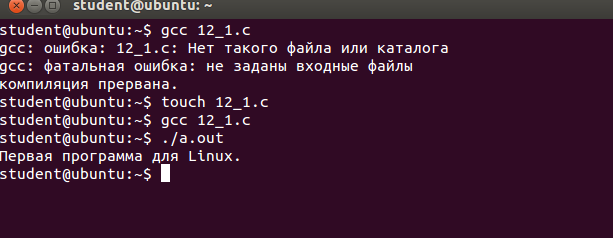 student@ubuntu: ~
student@ubuntu:~$ gcc 12_1.c
gcc: ошибка: 12_1.c: Нет такого файла или каталога
gcc: фатальная ошибка: не заданы входные файлы
компиляция прервана.
student@ubuntu:~$ touch 12_1.c
student@ubuntu:~$ gcc 12_1.c
student@ubuntu:~$ ./a.out
Первая программа для Linux.
student@ubuntu:~$